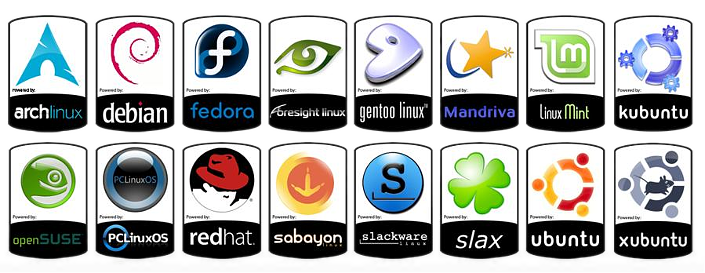 Powered by: Powered by: Powered by: Powered by: Powered by: Powered by: Powered by:
archlinux debian fedora foresight linux gentoo linux™ Mandriva Linux Mint kubuntu
PCLinuxOS
Powered by: Powered by: Powered by: Powered by: Powered by: Powered by: Powered by: Powered by:
openSUSE PCLinuxOS redhat. sabayon linux slackware linux slax ubuntu xubuntu